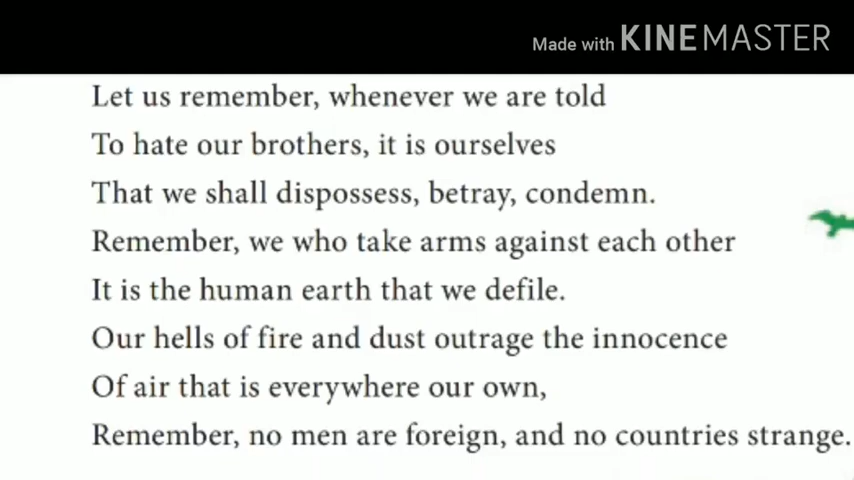 Made with KINEMASTER
Let us remember, whenever we are told
To hate our brothers, it is ourselves
That we shall dispossess, betray, condemn.
Remember, we who take arms against each other
It is the human earth that we defile.
Our hells of fire and dust outrage the innocence
Of air that is everywhere our own,
Remember, no men are foreign, and no countries strange.